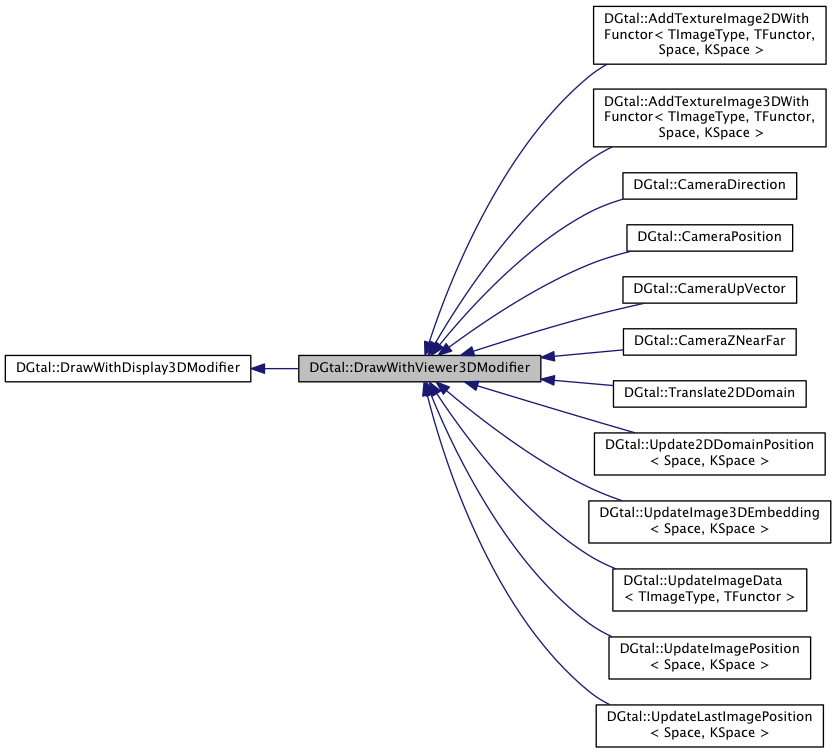 DGtal::AddTextureImage2DWith
Functor< TImageType, TFunctor,
Space, KSpace >
DGtal::AddTextureImage3DWith
Functor< TImageType, TFunctor,
Space, KSpace >
DGtal::CameraDirection
DGtal::CameraPosition
DGtal::CameraUpVector
DGtal::CameraZNearFar
DGtal::DrawWithDisplay3DModifier
DGtal::DrawWithViewer3DModifier
DGtal::Translate2DDomain
DGtal::Update2DDomainPosition
< Space, KSpace >
DGtal::UpdateImage3DEmbedding
< Space, KSpace >
DGtal::UpdateImageData
< TImageType, TFunctor >
DGtal::UpdateImagePosition
< Space, KSpace >
DGtal::UpdateLastImagePosition
< Space, KSpace >